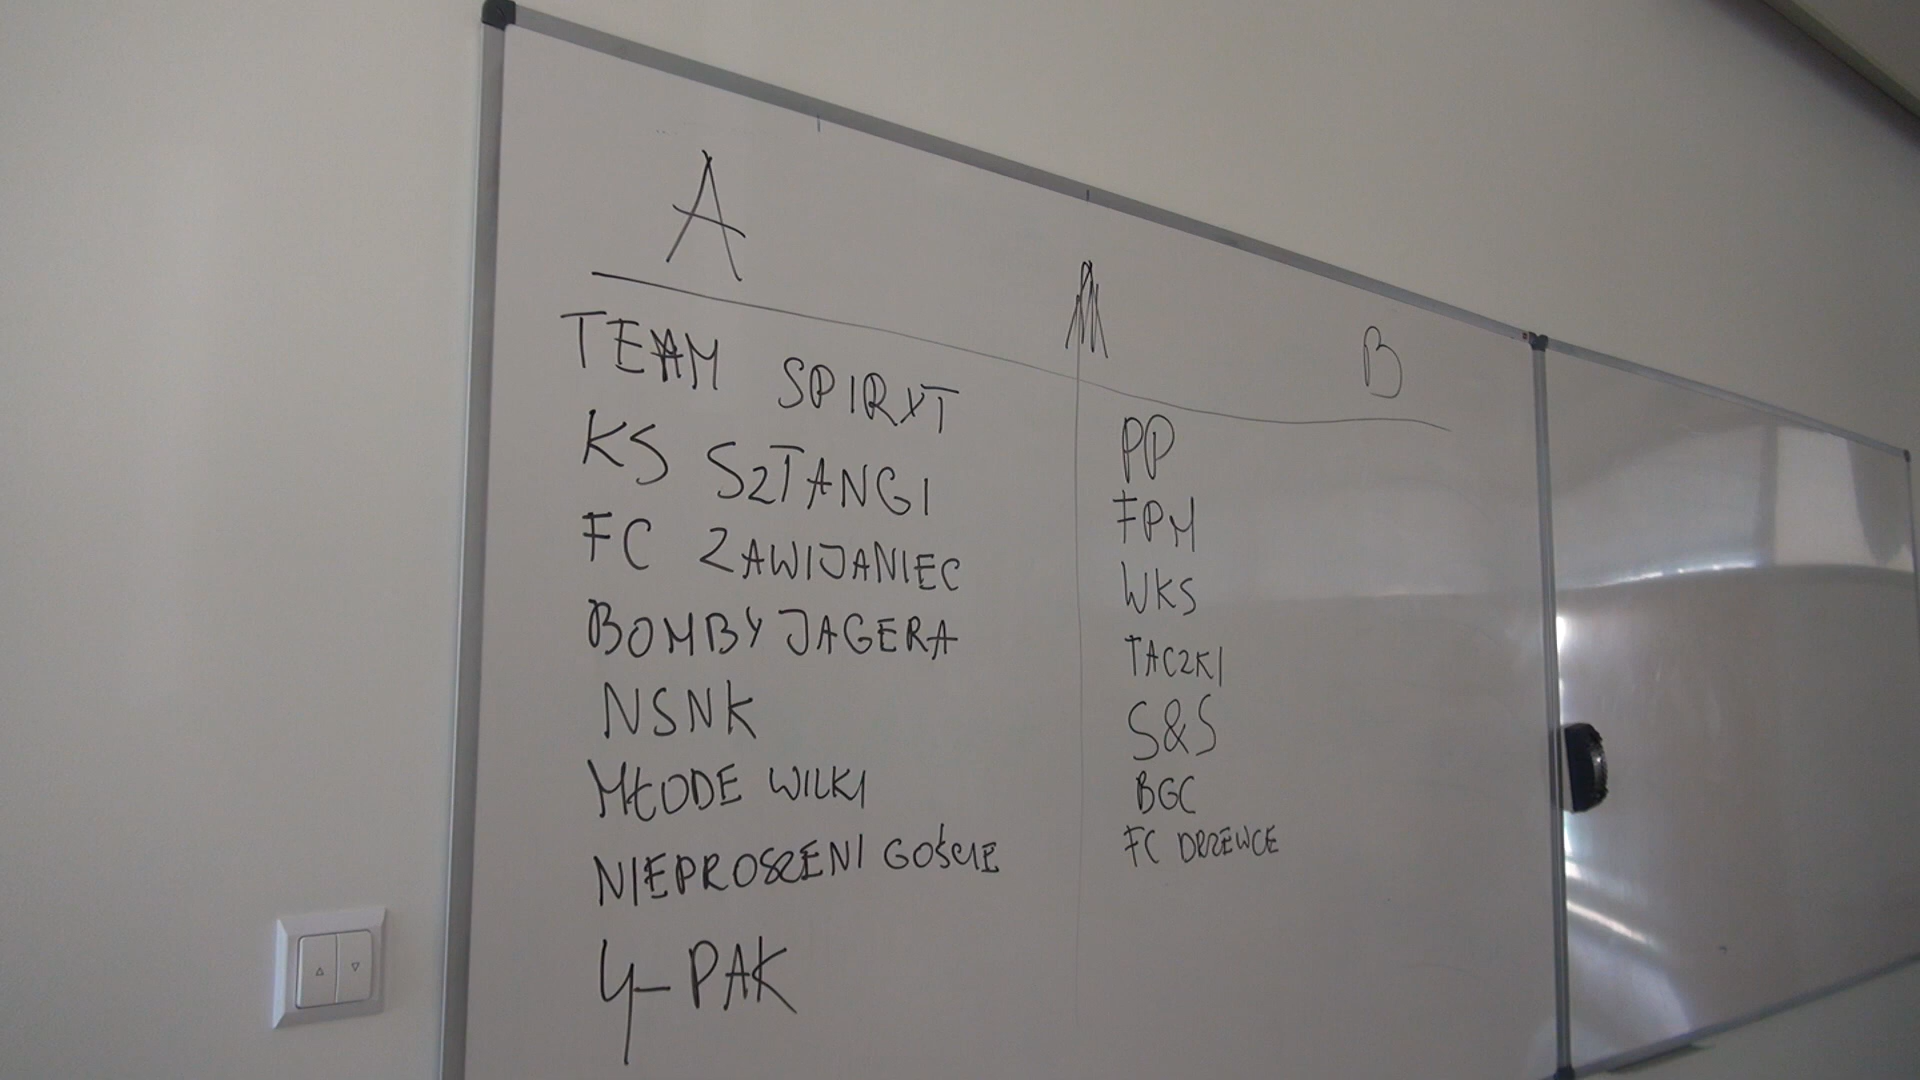 A
B
TEAM SPIRYT
KS SZTANGI
FC ZAWIJANIEC
BOMBY JAGERA
NSNK
MŁODE WILKI
NIEPROSZENI GOŚCIE
4-PAK
PP
FPM
WKS
TACZKI
S&S
BGC
FC DRZEWCE